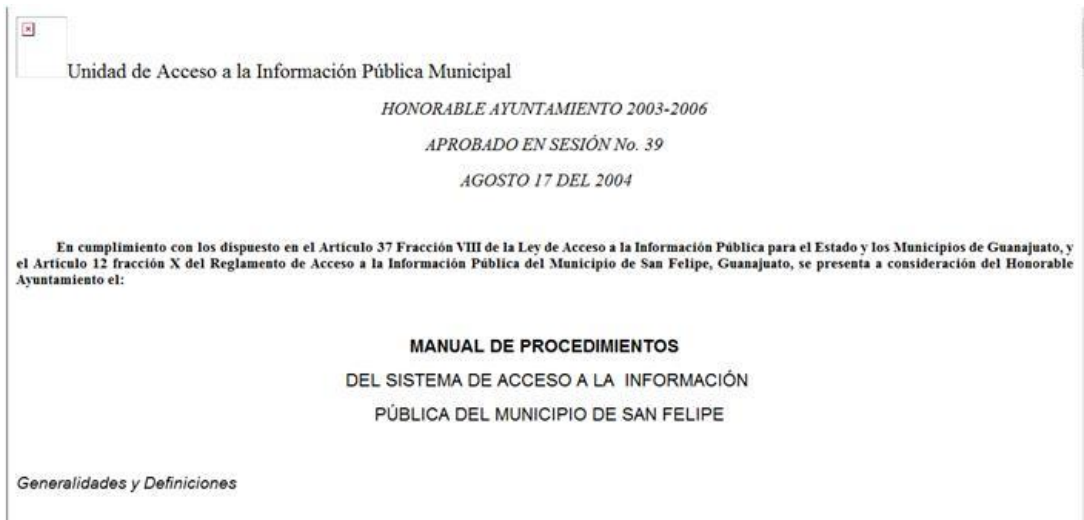 Unidad de Acceso a la Información Pública Municipal
HONORABLE AYUNTAMIENTO 2003-2006
APROBADO EN SESIÓN No. 39
AGOSTO 17 DEL 2004
En cumplimiento con los dispuesto en el Artículo 37 Fracción VIII de la Ley de Acceso a la Información Pública para el Estado y los Municipios de Guanajuato, y
el Artículo 12 fracción X del Reglamento de Acceso a la Información Pública del Municipio de San Felipe, Guanajuato, se presenta a consideración del Honorable
Ayuntamiento el:
MANUAL DE PROCEDIMIENTOS
DEL SISTEMA DE ACCESO A LA INFORMACIÓN
PÚBLICA DEL MUNICIPIO DE SAN FELIPE
Generalidades y Definiciones